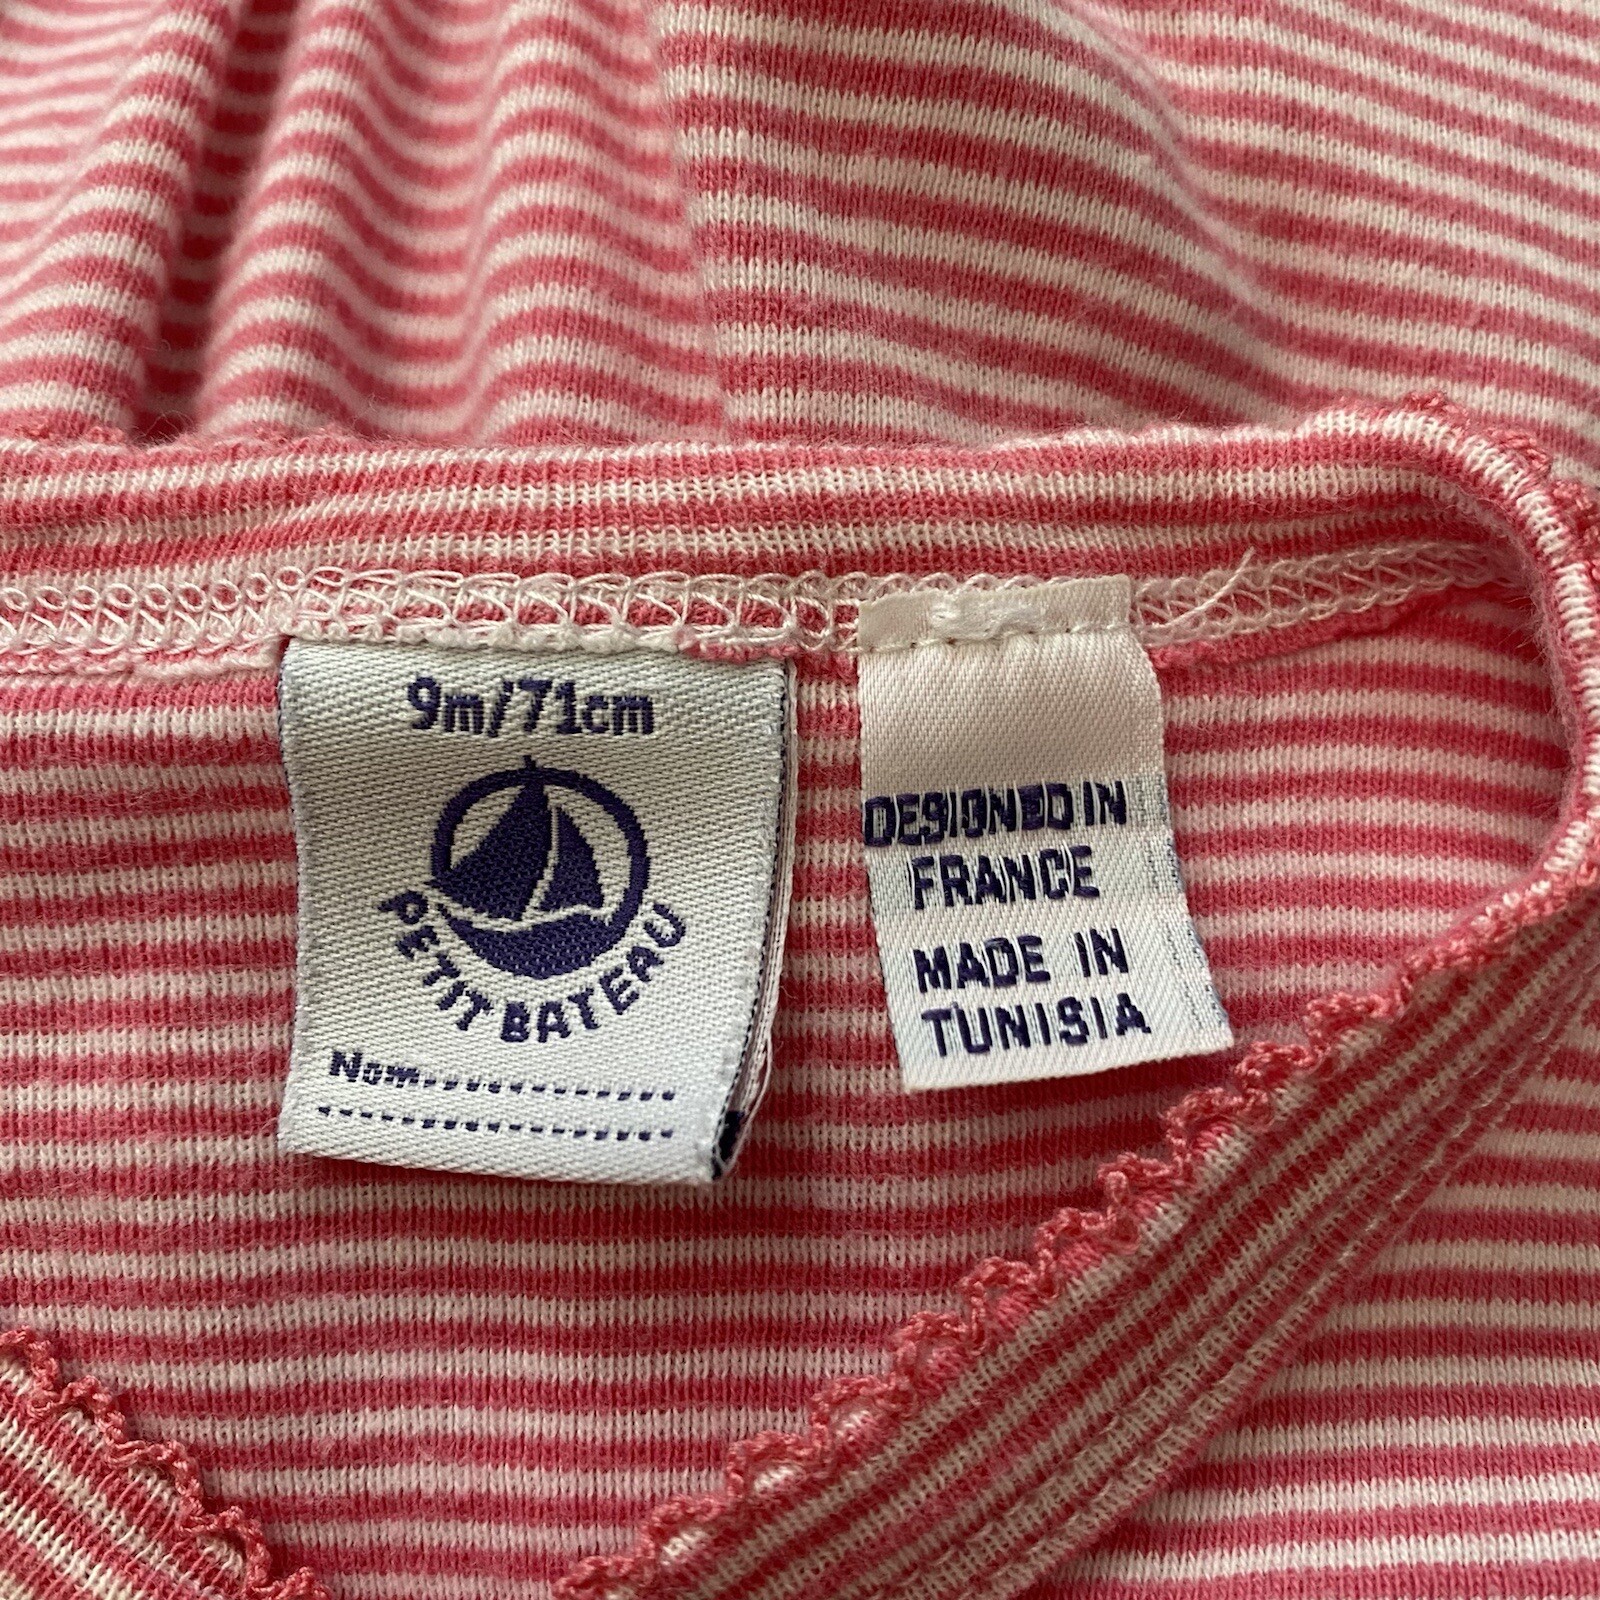 9m/71cm
PETIT BATEAU
Nom....................
....................
DESIGNED IN
FRANCE
MADE IN
TUNISIA